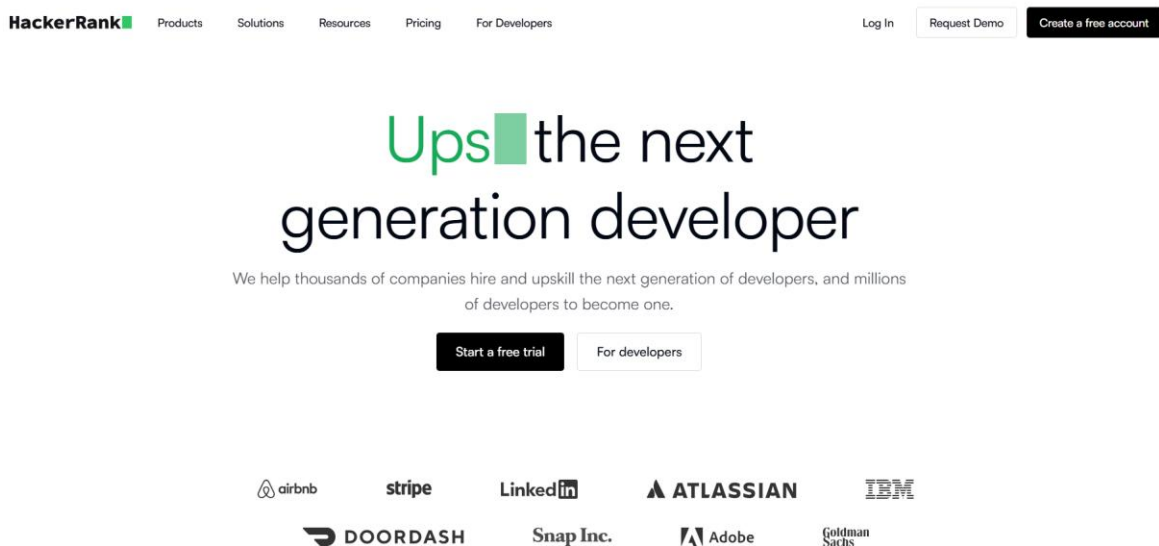 HackerRank Products Solutions Resources Pricing For Developers Log In Request Demo Create a free account
Ups the next
generation developer
We help thousands of companies hire and upskill the next generation of developers, and millions
of developers to become one.
Start a free trial For developers
airbnb stripe Linked in ATLASSIAN IBM
DOORDASH Snap Inc. Adobe Goldman
Sachs